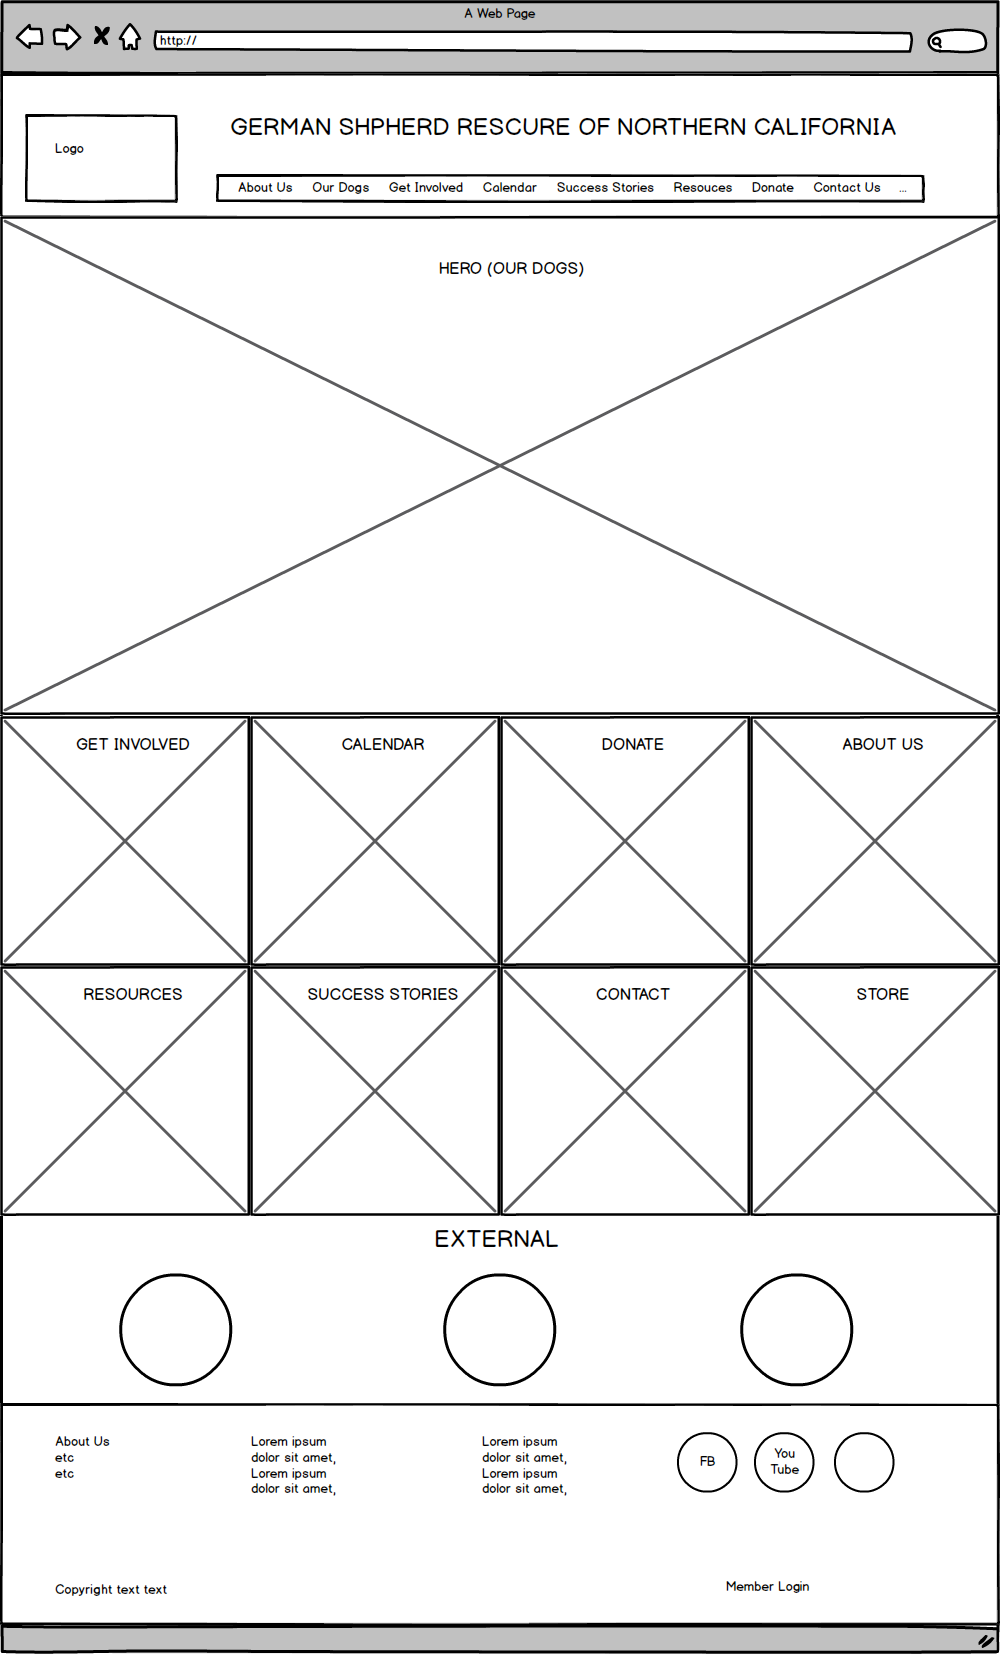 A Web Page
http://
GERMAN SHPHERD RESCURE OF NORTHERN CALIFORNIA
Logo
About Us Our Dogs Get Involved Calendar Success Stories Resouces Donate Contact Us ...
HERO (OUR DOGS)
GET INVOLVED CALENDAR DONATE ABOUT US
RESOURCES SUCCESS STORIES CONTACT STORE
EXTERNAL
About Us
etc
etc
Lorem ipsum
dolor sit amet,
Lorem ipsum
dolor sit amet,
Lorem ipsum
dolor sit amet,
Lorem ipsum
dolor sit amet,
FB
You
Tube
Copyright text text
Member Login